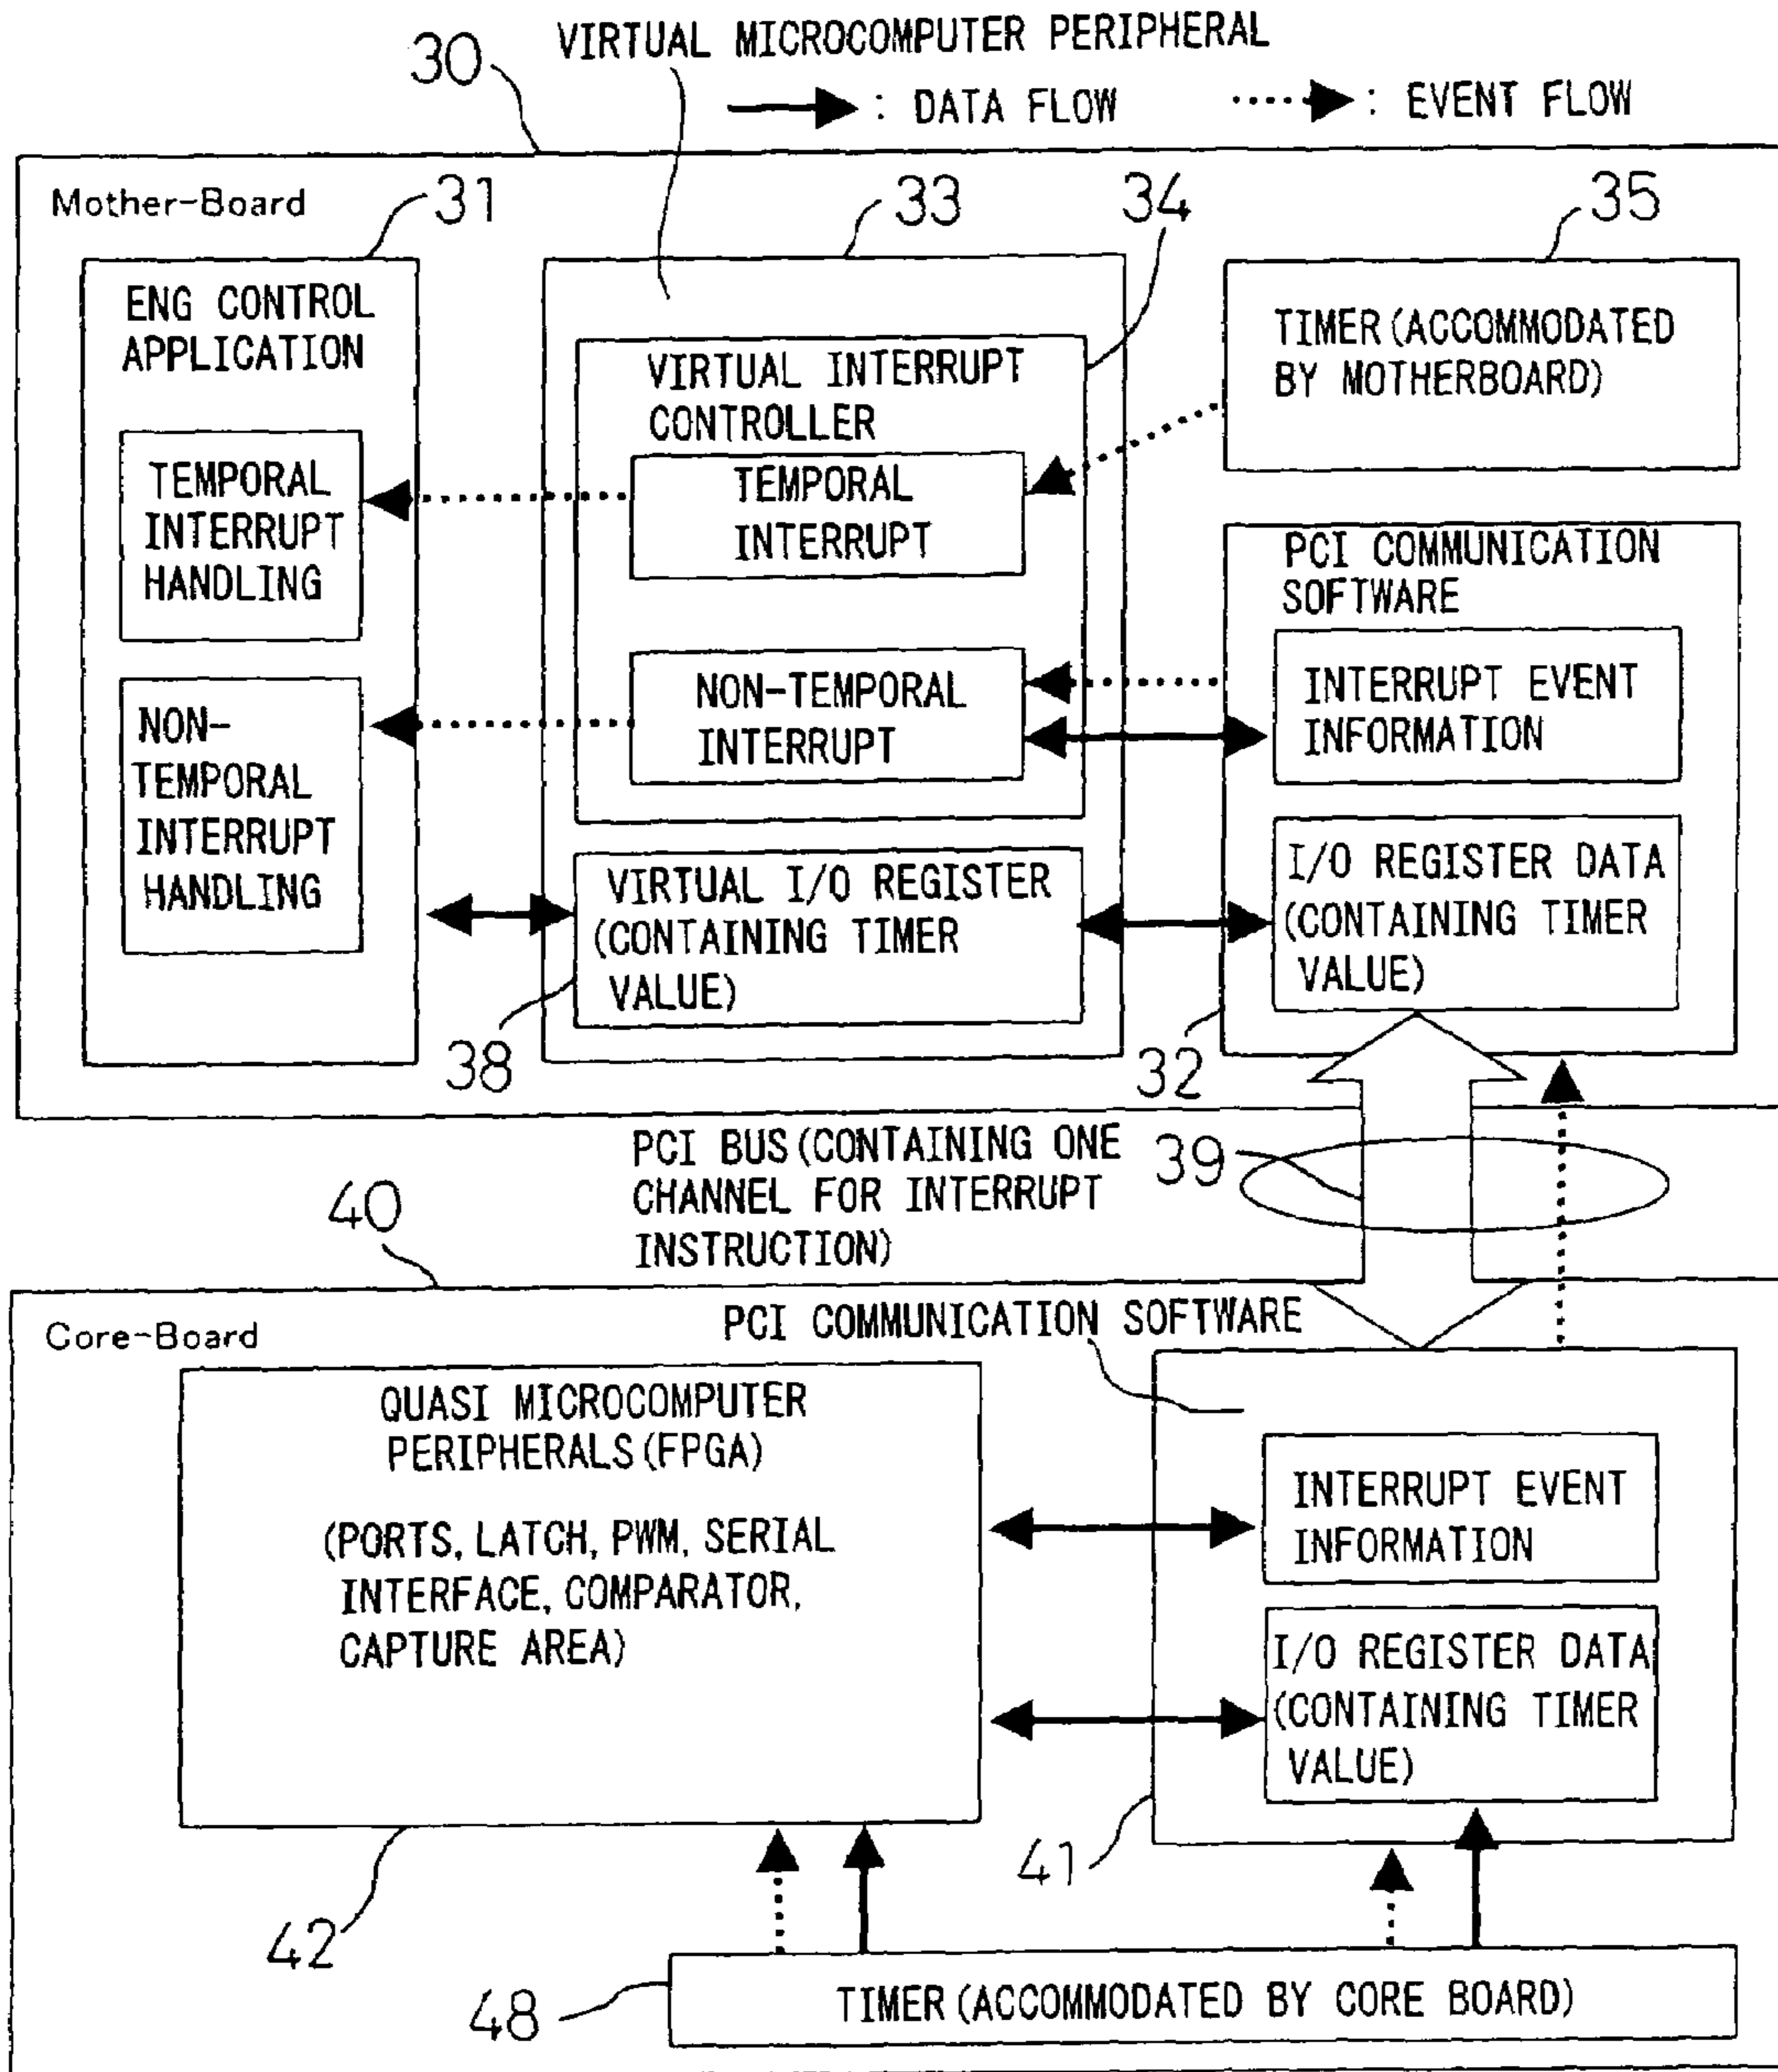 VIRTUAL MICROCOMPUTER PERIPHERAL
30
: DATA FLOW
: EVENT FLOW
Mother-Board
31
33
34
35
ENG CONTROL
APPLICATION
TEMPORAL
INTERRUPT
HANDLING
NON-
TEMPORAL
INTERRUPT
HANDLING
VIRTUAL INTERRUPT
CONTROLLER
TEMPORAL
INTERRUPT
NON-TEMPORAL
INTERRUPT
VIRTUAL I/O REGISTER
(CONTAINING TIMER
VALUE)
38
TIMER(ACCOMMODATED
BY MOTHERBOARD)
PCI COMMUNICATION
SOFTWARE
INTERRUPT EVENT
INFORMATION
I/O REGISTER DATA
(CONTAINING TIMER
VALUE)
32
PCI BUS(CONTAINING ONE
CHANNEL FOR INTERRUPT
INSTRUCTION)
39
40
Core-Board
PCI COMMUNICATION SOFTWARE
QUASI MICROCOMPUTER
PERIPHERALS(FPGA)
(PORTS, LATCH, PWM, SERIAL
INTERFACE, COMPARATOR,
CAPTURE AREA)
INTERRUPT EVENT
INFORMATION
I/O REGISTER DATA
(CONTAINING TIMER
VALUE)
41
42
48
TIMER(ACCOMMODATED BY CORE BOARD)